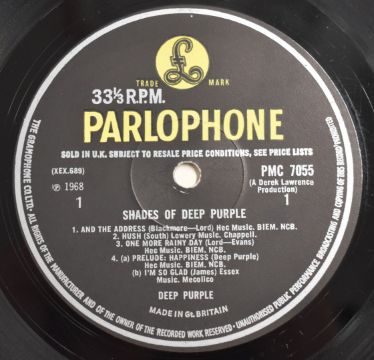 TRADE MARK
33⅓ R.P.M.
PARLOPHONE
SOLD IN U.K. SUBJECT TO RESALE PRICE CONDITIONS, SEE PRICE LISTS
(XEX.689)
PMC 7055
℗ 1968
(A Derek Lawrence Production)
1
1
SHADES OF DEEP PURPLE
1. AND THE ADDRESS (Blackmore—Lord) Hec Music. BIEM. NCB.
2. HUSH (South) Lowery Music. Chappell.
3. ONE MORE RAINY DAY (Lord—Evans)
Hec Music. BIEM. NCB.
4. (a) PRELUDE: HAPPINESS (Deep Purple)
Hec Music. BIEM. NCB.
(b) I'M SO GLAD (James) Essex
Music. Mecolico
DEEP PURPLE
MADE IN Gt. BRITAIN
THE GRAMOPHONE CO. LTD. ALL RIGHTS OF THE MANUFACTURER AND OF THE OWNER OF THE RECORDED WORK RESERVED · UNAUTHORISED PUBLIC PERFORMANCE BROADCASTING AND COPYING OF THIS RECORD PROHIBITED